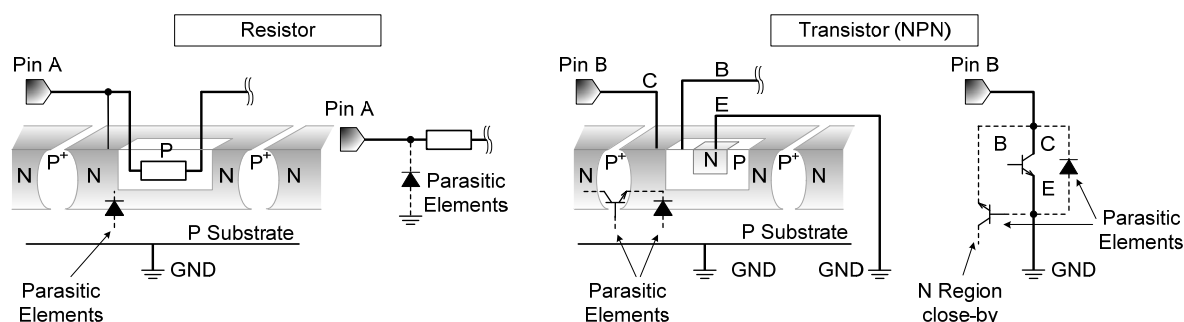 Resistor
Transistor (NPN)
Pin A
Pin B
C
B
E
Pin B
Pin A
N
P+
N
P
N
P+
N
Parasitic
Elements
P Substrate
GND
Parasitic
Elements
N
P+
N
N
P
N
P+
N
P Substrate
GND
GND
Parasitic
Elements
B
C
E
Parasitic
Elements
GND
N Region
close-by